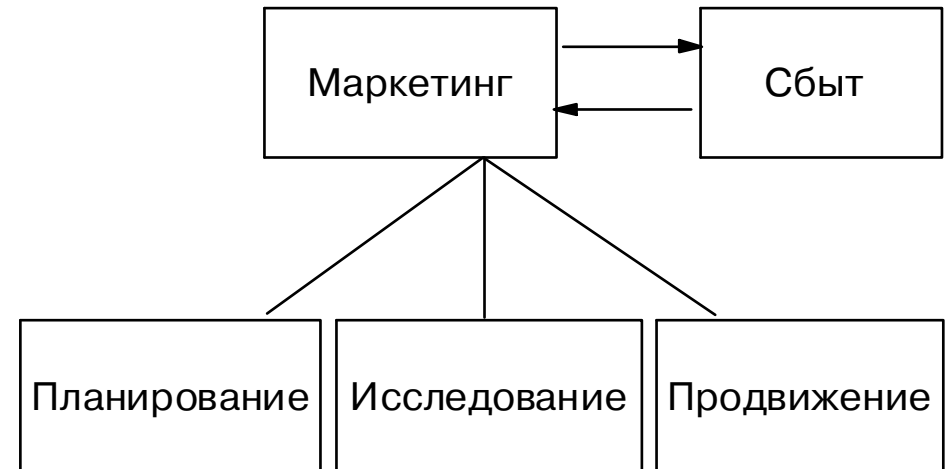 Маркетинг
Сбыт
Планирование
Исследование
Продвижение